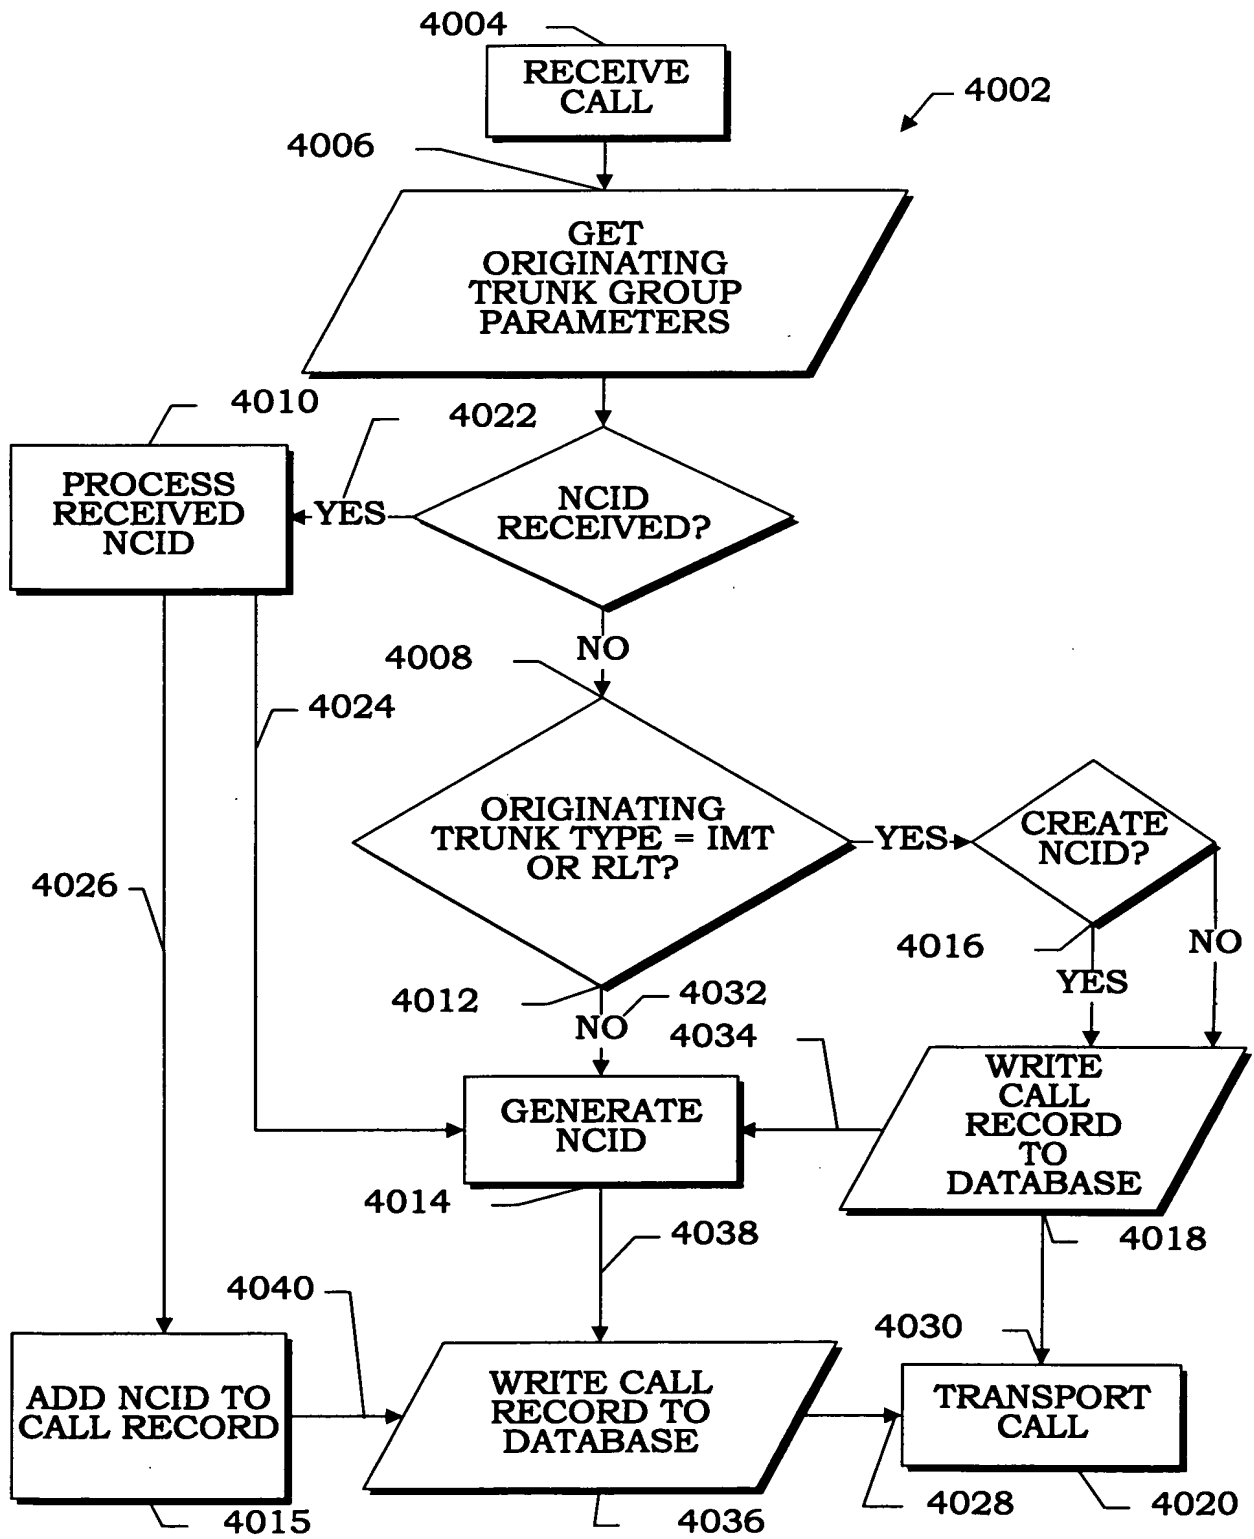 4004
RECEIVE
CALL
4002
4006
GET
ORIGINATING
TRUNK GROUP
PARAMETERS
4010
4022
PROCESS
RECEIVED
NCID
YES
NCID
RECEIVED?
NO
4008
4024
ORIGINATING
TRUNK TYPE = IMT
OR RLT?
YES
CREATE
NCID?
4026
4016
NO
YES
4012
4032
NO
4034
GENERATE
NCID
WRITE
CALL
RECORD
TO
DATABASE
4014
4038
4018
4040
4030
ADD NCID TO
CALL RECORD
WRITE CALL
RECORD TO
DATABASE
TRANSPORT
CALL
4015
4036
4028
4020